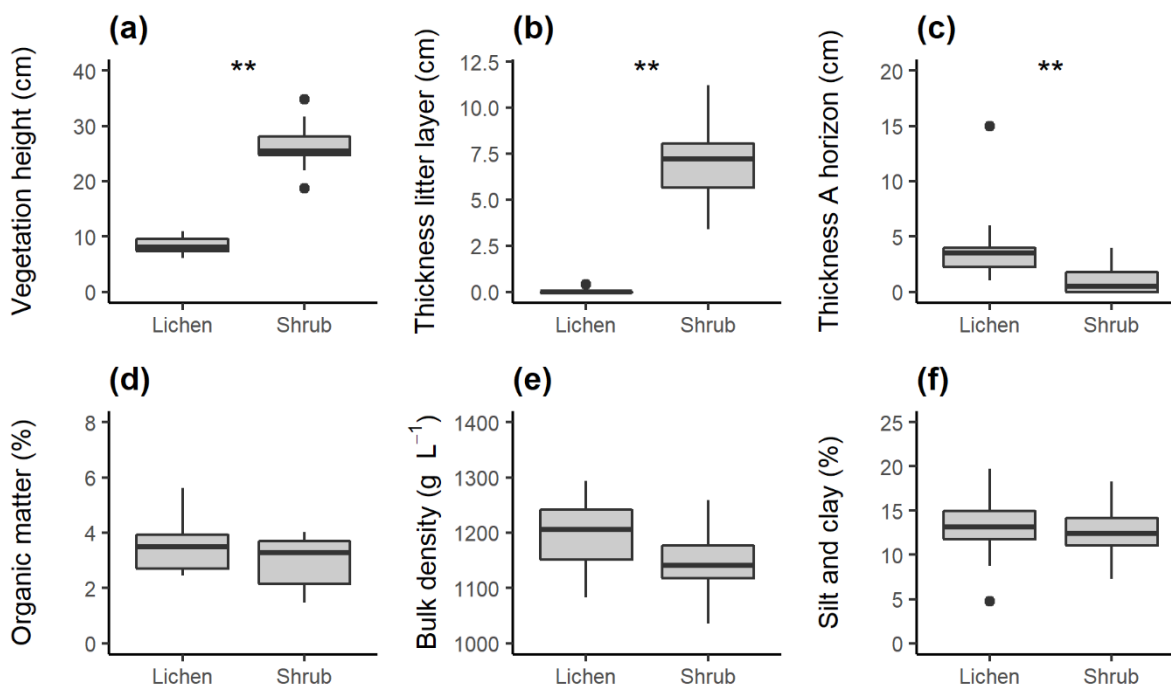 (a)
Vegetation height (cm)
40
30
20
10
0
**
Lichen
Shrub
(b)
Thickness litter layer (cm)
12.5
10.0
7.5
5.0
2.5
0.0
**
Lichen
Shrub
(c)
Thickness A horizon (cm)
20
15
10
5
0
**
Lichen
Shrub
(d)
Organic matter (%)
8
6
4
2
0
Lichen
Shrub
(e)
Bulk density (g L⁻¹)
1400
1300
1200
1100
1000
Lichen
Shrub
(f)
Silt and clay (%)
25
20
15
10
5
0
Lichen
Shrub